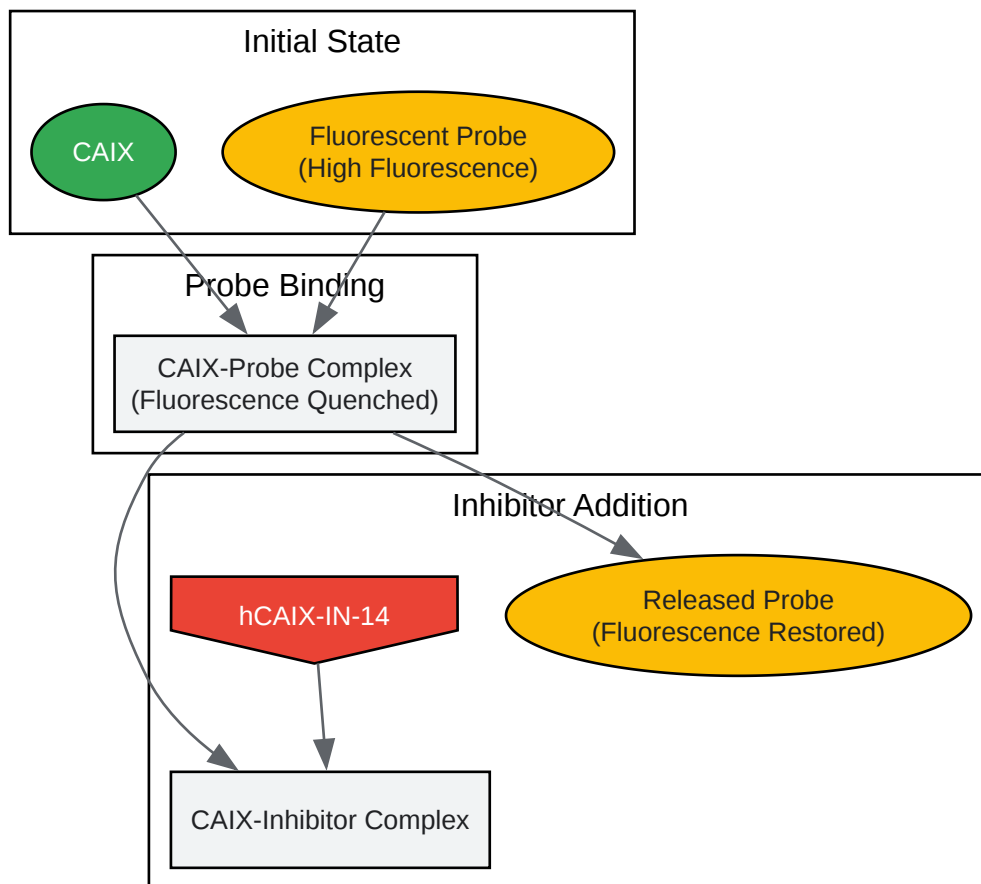 Initial State
CAIX
Fluorescent Probe
(High Fluorescence)
Probe Binding
CAIX-Probe Complex
(Fluorescence Quenched)
Inhibitor Addition
hCAIX-IN-14
Released Probe
(Fluorescence Restored)
CAIX-Inhibitor Complex